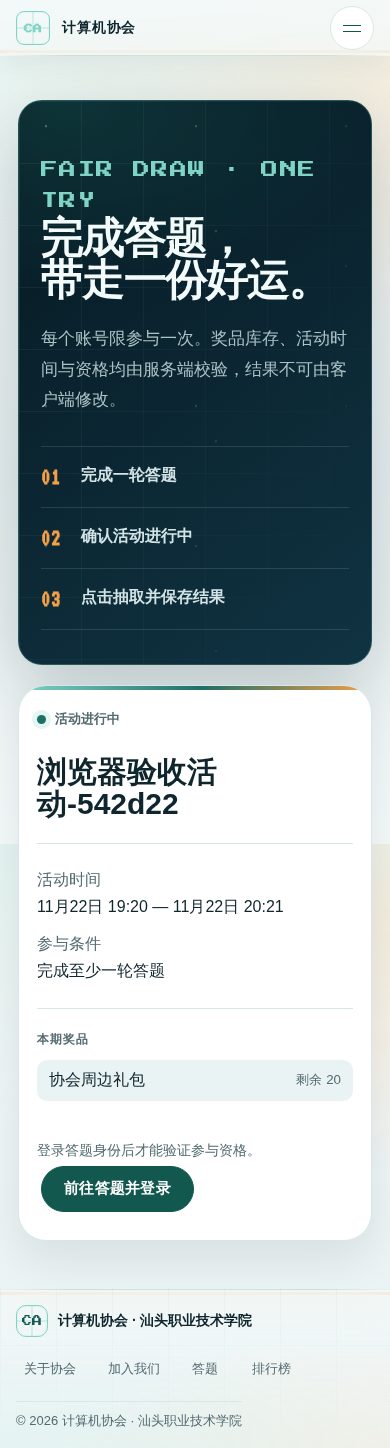 CA 计算机协会
FAIR DRAW · ONE
TRY
完成答题，
带走一份好运。
每个账号限参与一次。奖品库存、活动时
间与资格均由服务端校验，结果不可由客
户端修改。
01 完成一轮答题
02 确认活动进行中
03 点击抽取并保存结果
活动进行中
浏览器验收活
动-542d22
活动时间
11月22日 19:20 — 11月22日 20:21
参与条件
完成至少一轮答题
本期奖品
协会周边礼包 剩余 20
登录答题身份后才能验证参与资格。
前往答题并登录
CA 计算机协会 · 汕头职业技术学院
关于协会 加入我们 答题 排行榜
© 2026 计算机协会 · 汕头职业技术学院